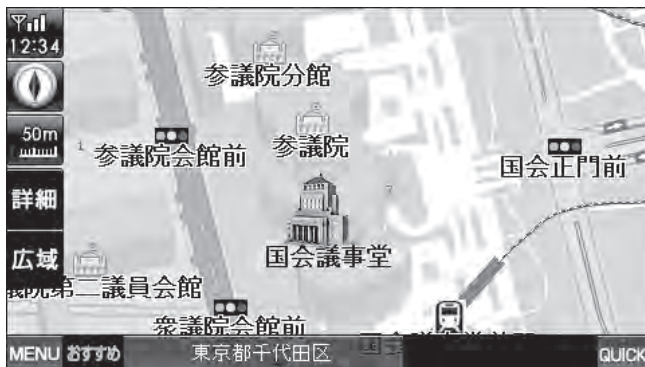 12:34
参議院分館
50m
参議院会館前
参議院
国会正門前
詳細
国会議事堂
広域
議院第二議員会館
衆議院会館前
MENU
おすすめ
東京都千代田区
QUICK